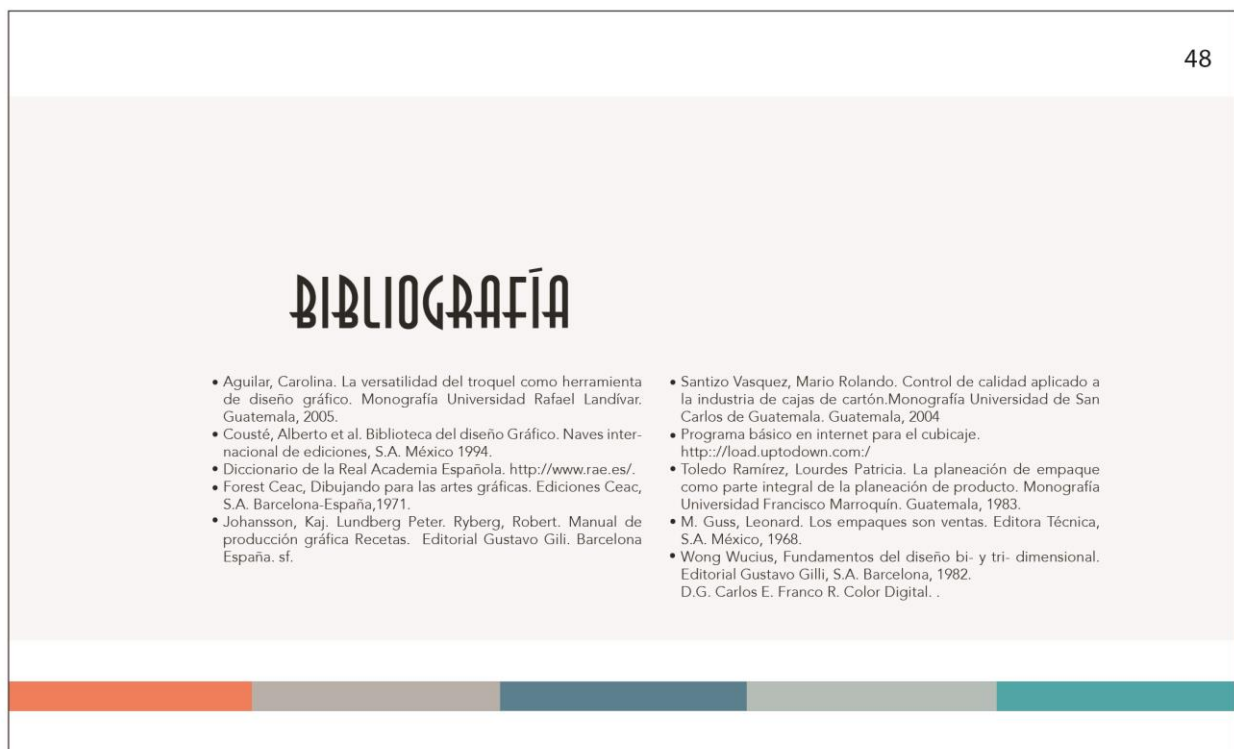 48
BIBLIOGRAFÍA
• Aguilar, Carolina. La versatilidad del troquel como herramienta
de diseño gráfico. Monografía Universidad Rafael Landívar.
Guatemala, 2005.
• Cousté, Alberto et al. Biblioteca del diseño Gráfico. Naves inter-
nacional de ediciones, S.A. México 1994.
• Diccionario de la Real Academia Española. http://www.rae.es/.
• Forest Ceac, Dibujando para las artes gráficas. Ediciones Ceac,
S.A. Barcelona-España,1971.
• Johansson, Kaj. Lundberg Peter. Ryberg, Robert. Manual de
producción gráfica Recetas. Editorial Gustavo Gili. Barcelona
España. sf.
• Santizo Vasquez, Mario Rolando. Control de calidad aplicado a
la industria de cajas de cartón.Monografía Universidad de San
Carlos de Guatemala. Guatemala, 2004
• Programa básico en internet para el cubicaje.
http:://load.uptodown.com:/
• Toledo Ramírez, Lourdes Patricia. La planeación de empaque
como parte integral de la planeación de producto. Monografía
Universidad Francisco Marroquín. Guatemala, 1983.
• M. Guss, Leonard. Los empaques son ventas. Editora Técnica,
S.A. México, 1968.
• Wong Wucius, Fundamentos del diseño bi- y tri- dimensional.
Editorial Gustavo Gilli, S.A. Barcelona, 1982.
D.G. Carlos E. Franco R. Color Digital. .